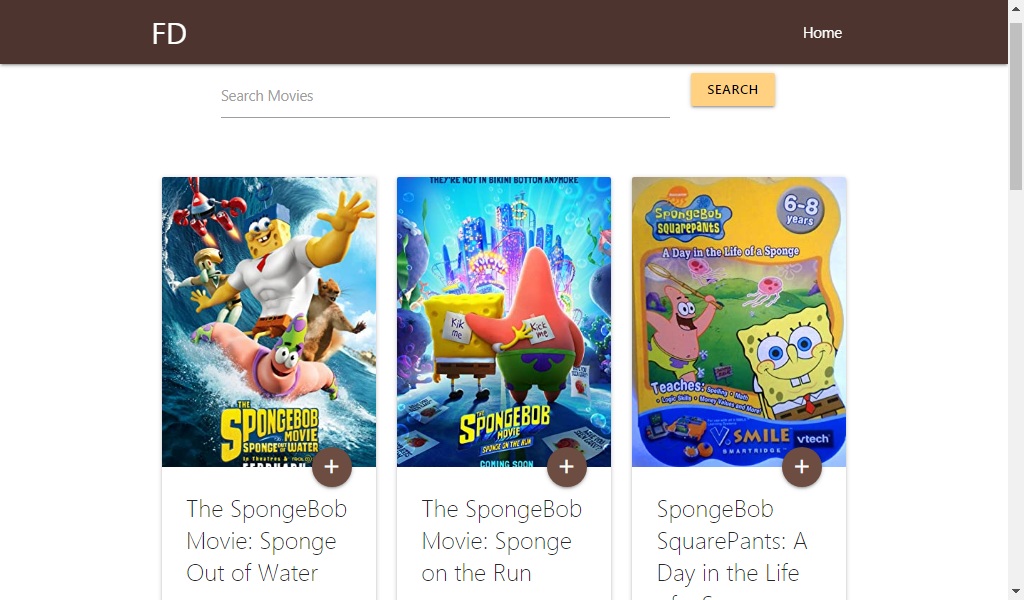 FD
Home
Search Movies
SEARCH
THE
SPONGEBOB
MOVIE
SPONGE OUT OF WATER
In Theatres &
FEBRUARY
THEY'RE NOT IN BIKINI BOTTOM ANYMORE
Kik
me
Kick
me
THE
SPONGEBOB
MOVIE
SPONGE ON THE RUN
COMING SOON
nickelodeon
SpongeBob
SQUAREPANTS
6-8
years
A Day in the Life of a Sponge
Teaches: Spelling • Math
• Logic Skills • Money Values and More!
V.SMILE
vtech
SMARTRIDGE
+
+
+
The SpongeBob
Movie: Sponge
Out of Water
The SpongeBob
Movie: Sponge
on the Run
SpongeBob
SquarePants: A
Day in the Life